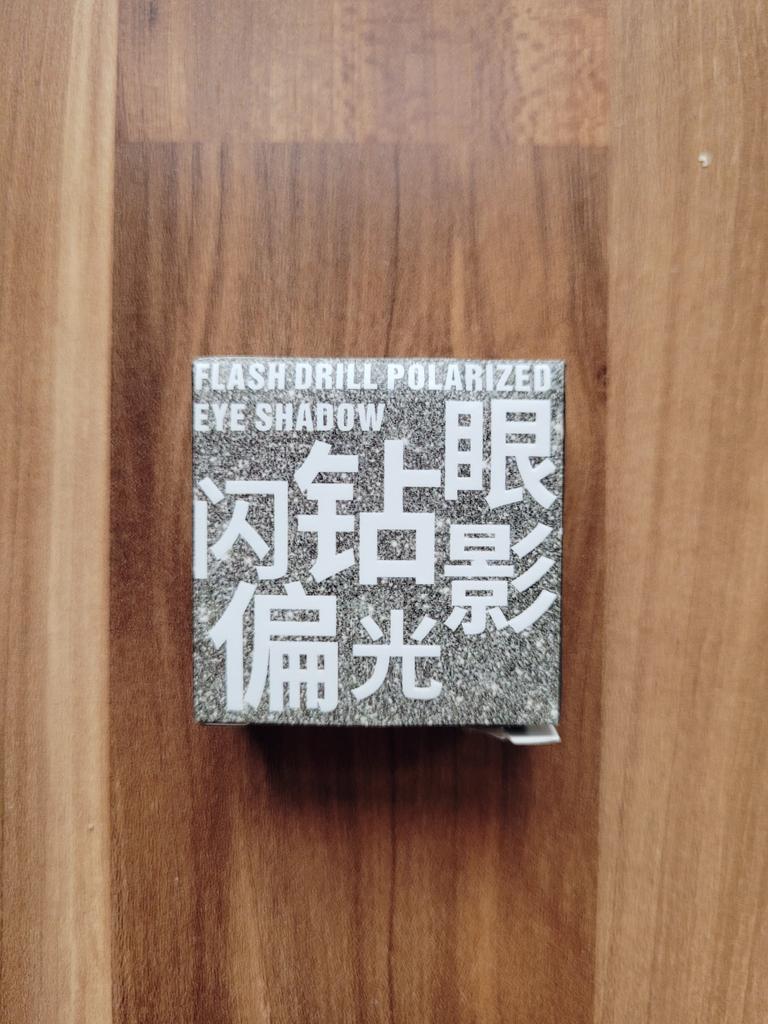 FLASH DRILL POLARIZED
EYE SHADOW
闪钻
偏光
眼影